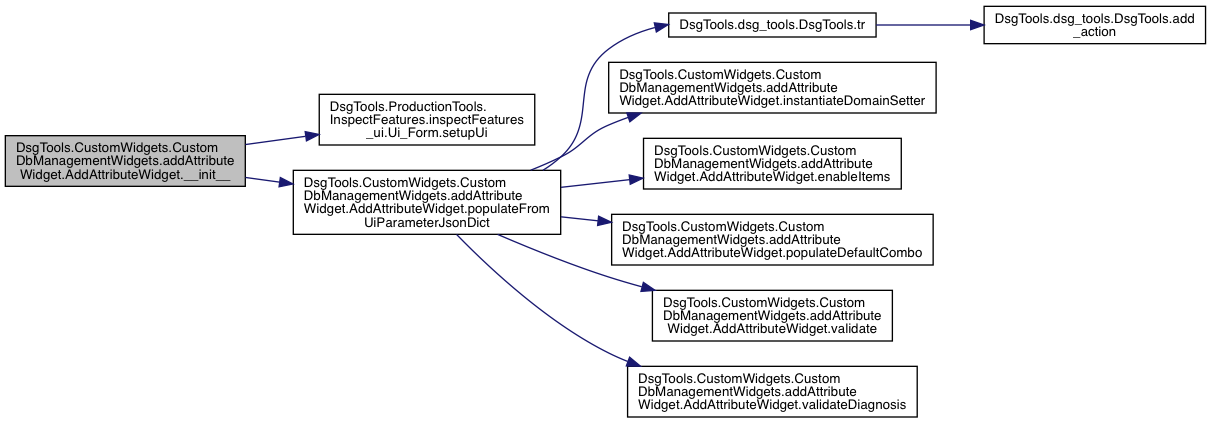 DsgTools.CustomWidgets.Custom
DbManagementWidgets.addAttribute
Widget.AddAttributeWidget.__init__
DsgTools.ProductionTools.
InspectFeatures.inspectFeatures
_ui.Ui_Form.setupUi
DsgTools.CustomWidgets.Custom
DbManagementWidgets.addAttribute
Widget.AddAttributeWidget.populateFrom
UiParameterJsonDict
DsgTools.dsg_tools.DsgTools.tr
DsgTools.dsg_tools.DsgTools.add
_action
DsgTools.CustomWidgets.Custom
DbManagementWidgets.addAttribute
Widget.AddAttributeWidget.instantiateDomainSetter
DsgTools.CustomWidgets.Custom
DbManagementWidgets.addAttribute
Widget.AddAttributeWidget.enableItems
DsgTools.CustomWidgets.Custom
DbManagementWidgets.addAttribute
Widget.AddAttributeWidget.populateDefaultCombo
DsgTools.CustomWidgets.Custom
DbManagementWidgets.addAttribute
Widget.AddAttributeWidget.validate
DsgTools.CustomWidgets.Custom
DbManagementWidgets.addAttribute
Widget.AddAttributeWidget.validateDiagnosis